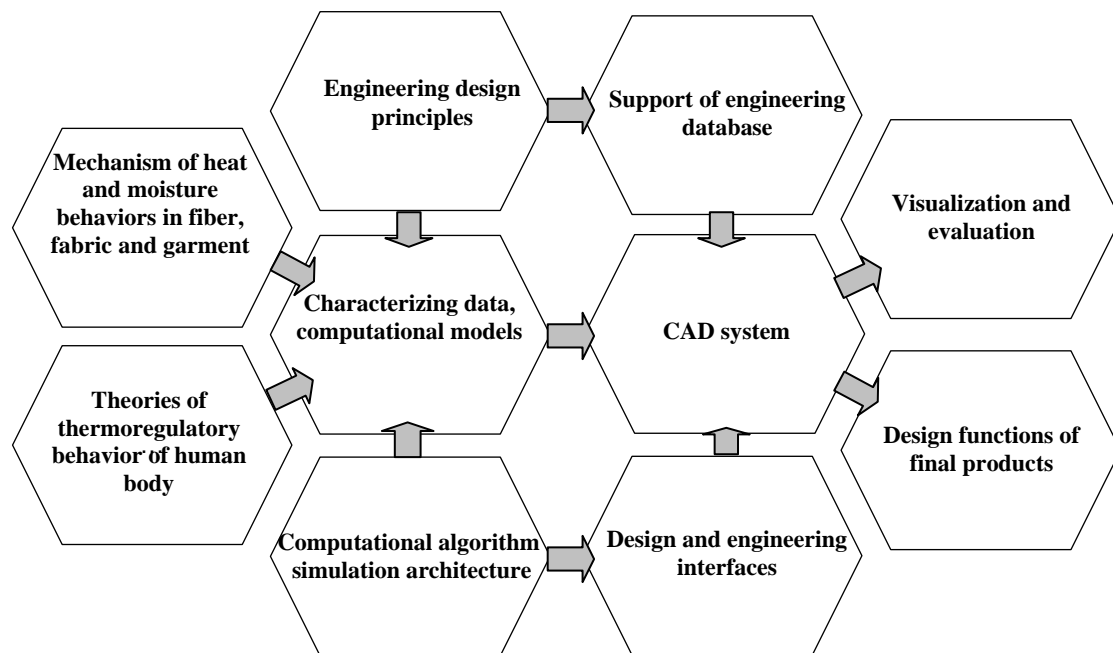 Engineering design
principles
Support of engineering
database
Mechanism of heat
and moisture
behaviors in fiber,
fabric and garment
Visualization and
evaluation
Characterizing data,
computational models
CAD system
Theories of
thermoregulatory
behavior of human
body
Design functions of
final products
Computational algorithm
simulation architecture
Design and engineering
interfaces